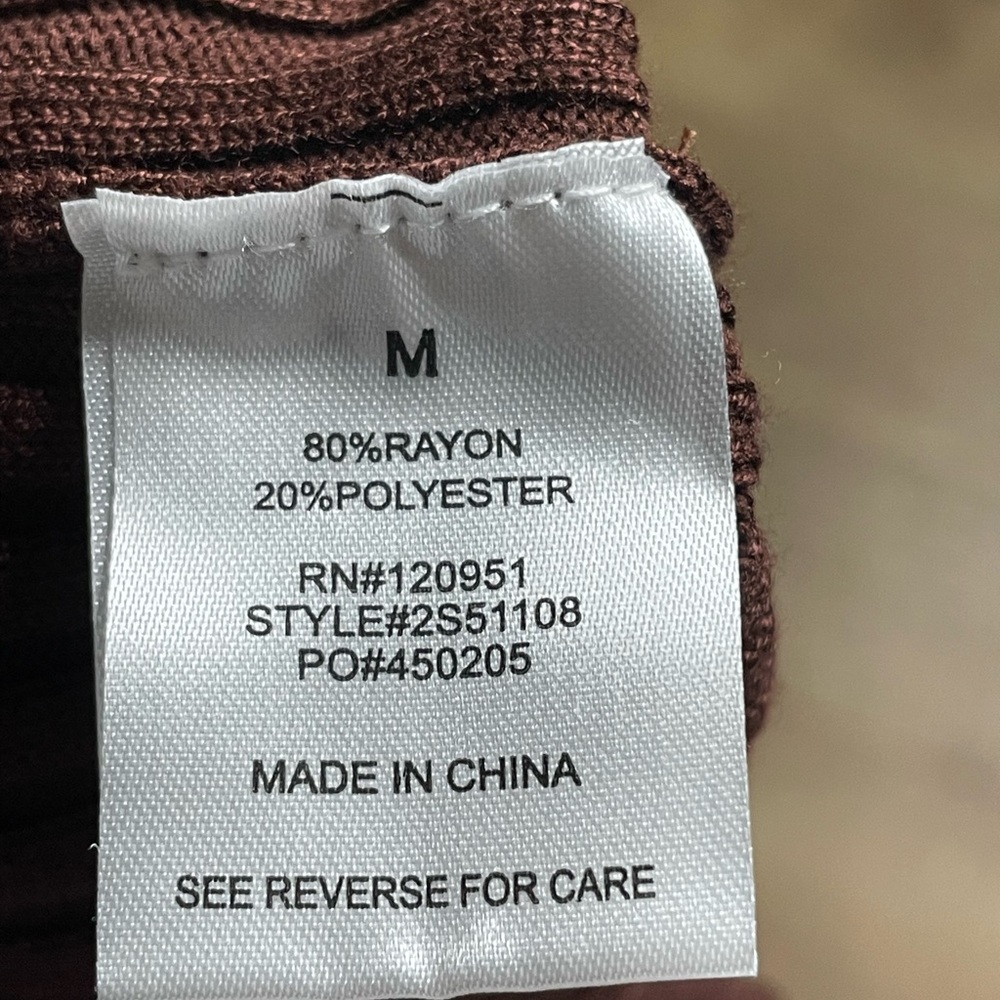 M
80%RAYON
20%POLYESTER
RN#120951
STYLE#2S51108
PO#450205
MADE IN CHINA
SEE REVERSE FOR CARE